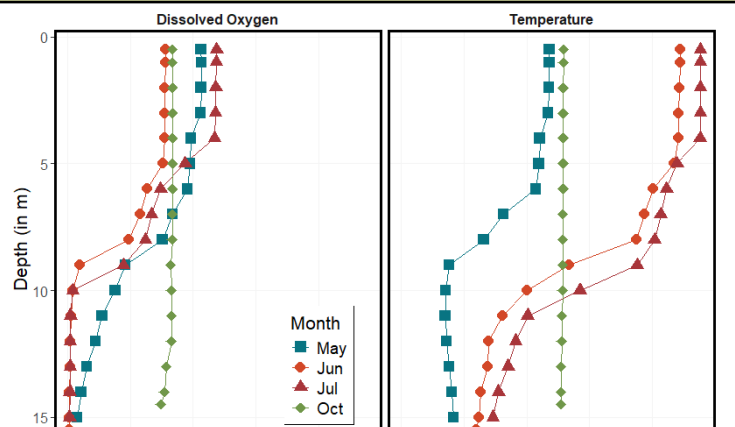 Dissolved Oxygen
Temperature
0
5
10
15
Depth (in m)
Month
May
Jun
Jul
Oct